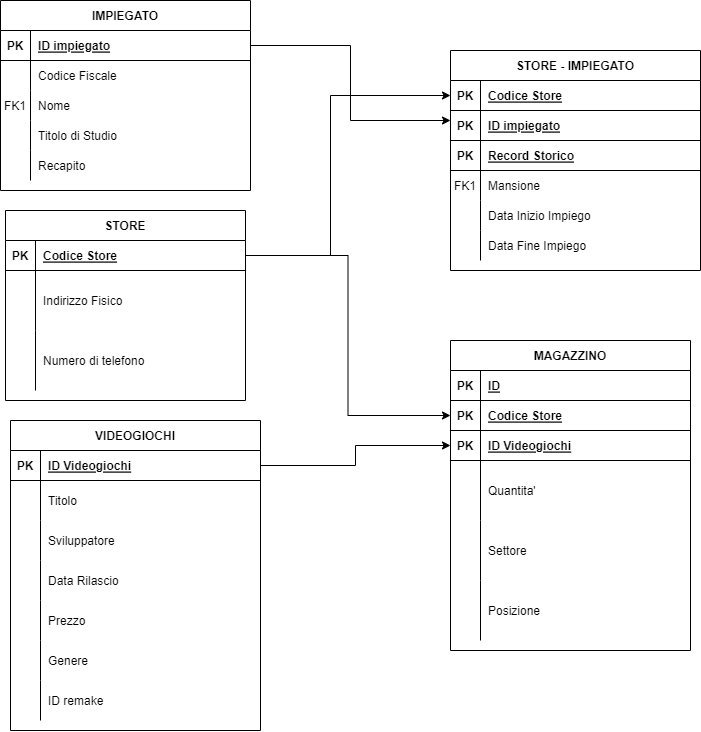 IMPIEGATO
PK ID impiegato
Codice Fiscale
FK1 Nome
Titolo di Studio
Recapito
STORE - IMPIEGATO
PK Codice Store
PK ID impiegato
PK Record Storico
FK1 Mansione
Data Inizio Impiego
Data Fine Impiego
STORE
PK Codice Store
Indirizzo Fisico
Numero di telefono
MAGAZZINO
PK ID
PK Codice Store
PK ID Videogiochi
Quantita'
Settore
Posizione
VIDEOGIOCHI
PK ID Videogiochi
Titolo
Sviluppatore
Data Rilascio
Prezzo
Genere
ID remake